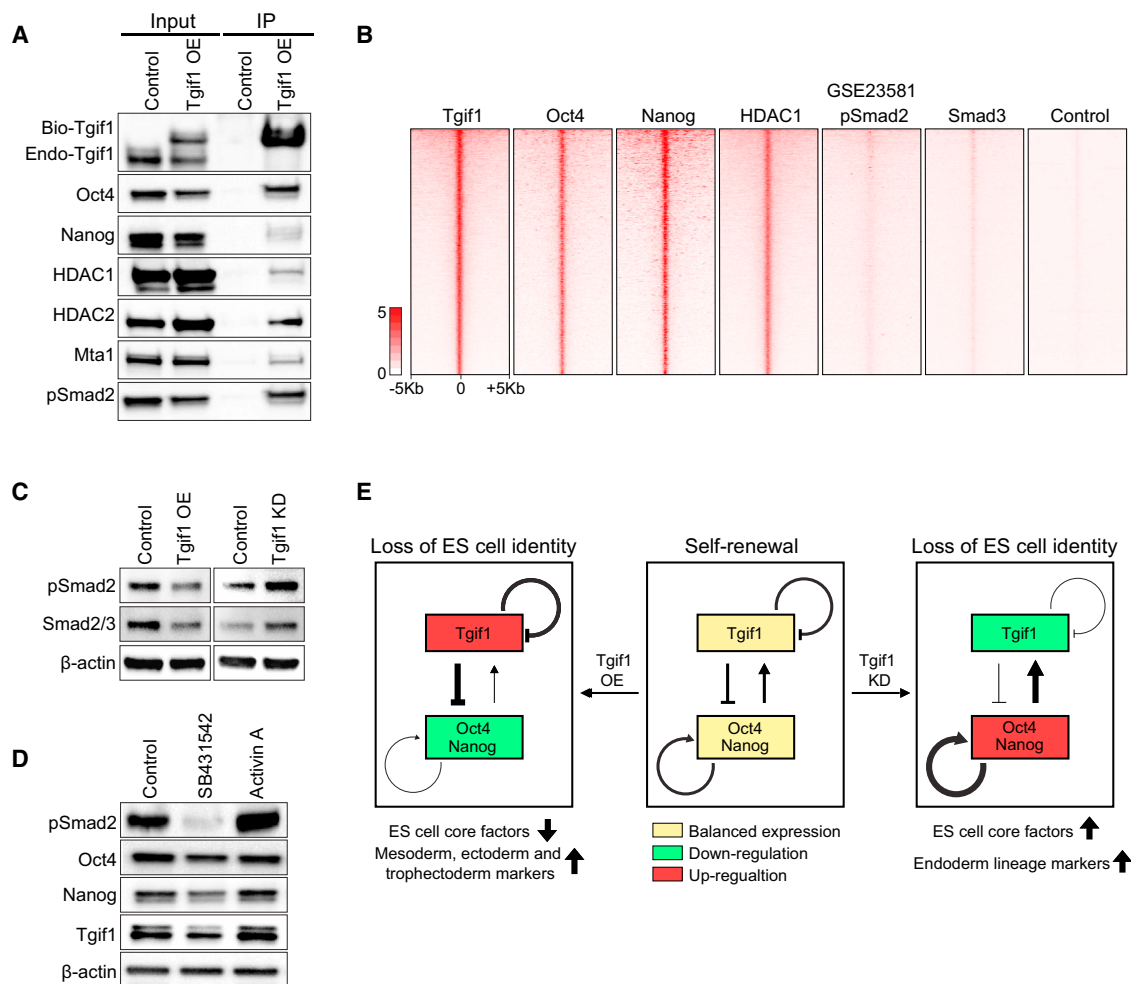 A
Input
IP
Control
Tgif1 OE
Control
Tgif1 OE
Bio-Tgif1
Endo-Tgif1
Oct4
Nanog
HDAC1
HDAC2
Mta1
pSmad2
B
GSE23581
Tgif1
Oct4
Nanog
HDAC1
pSmad2
Smad3
Control
5
0
-5Kb
0
+5Kb
C
Control
Tgif1 OE
Control
Tgif1 KD
pSmad2
Smad2/3
β-actin
D
Control
SB431542
Activin A
pSmad2
Oct4
Nanog
Tgif1
β-actin
E
Loss of ES cell identity
Self-renewal
Loss of ES cell identity
Tgif1
Oct4
Nanog
Tgif1
OE
Tgif1
Oct4
Nanog
Tgif1
KD
Tgif1
Oct4
Nanog
ES cell core factors
Mesoderm, ectoderm and
trophectoderm markers
Balanced expression
Down-regulation
Up-regualtion
ES cell core factors
Endoderm lineage markers